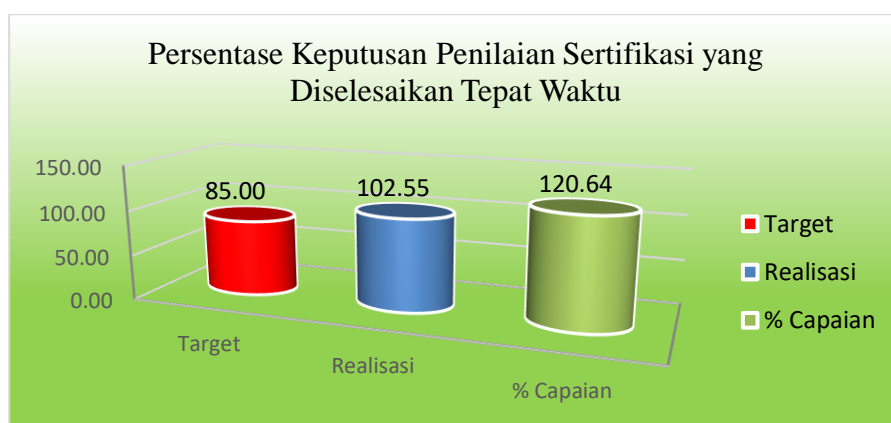 Persentase Keputusan Penilaian Sertifikasi yang
Diselesaikan Tepat Waktu
150.00
100.00
50.00
0.00
85.00
102.55
120.64
Target
Realisasi
% Capaian
Target
Realisasi
% Capaian